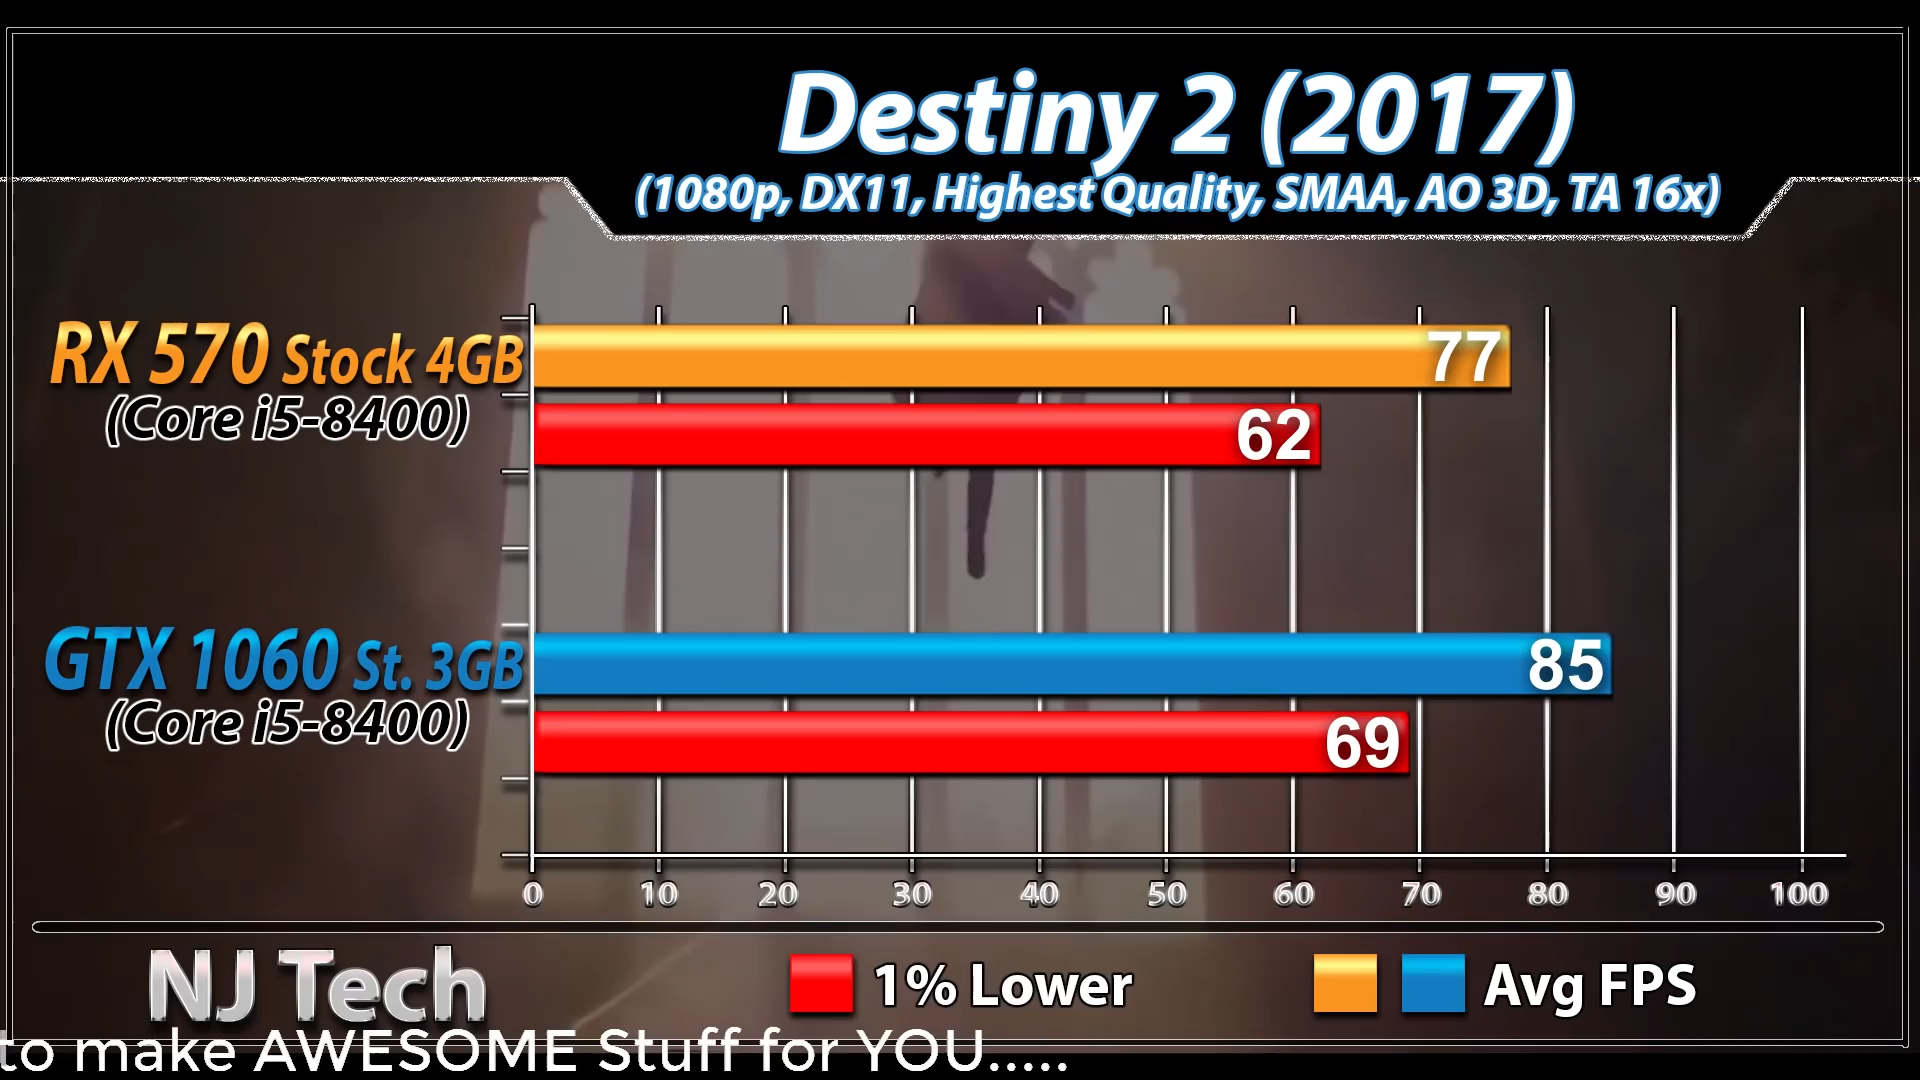 Destiny 2 (2017)
(1080p, DX11, Highest Quality, SMAA, AO 3D, TA 16x)
RX 570 Stock 4GB
(Core i5-8400)
77
62
GTX 1060 St. 3GB
(Core i5-8400)
85
69
0 10 20 30 40 50 60 70 80 90 100
NJ Tech
1% Lower
Avg FPS
to make AWESOME Stuff for YOU.....